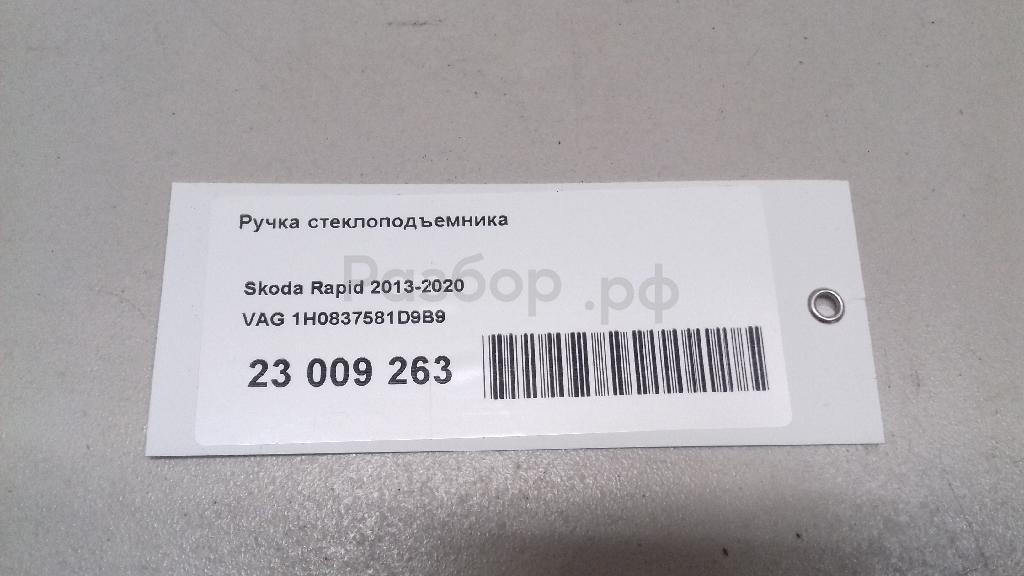 Ручка стеклоподъемника
Разбор.рф
Skoda Rapid 2013-2020
VAG 1H0837581D9B9
23 009 263